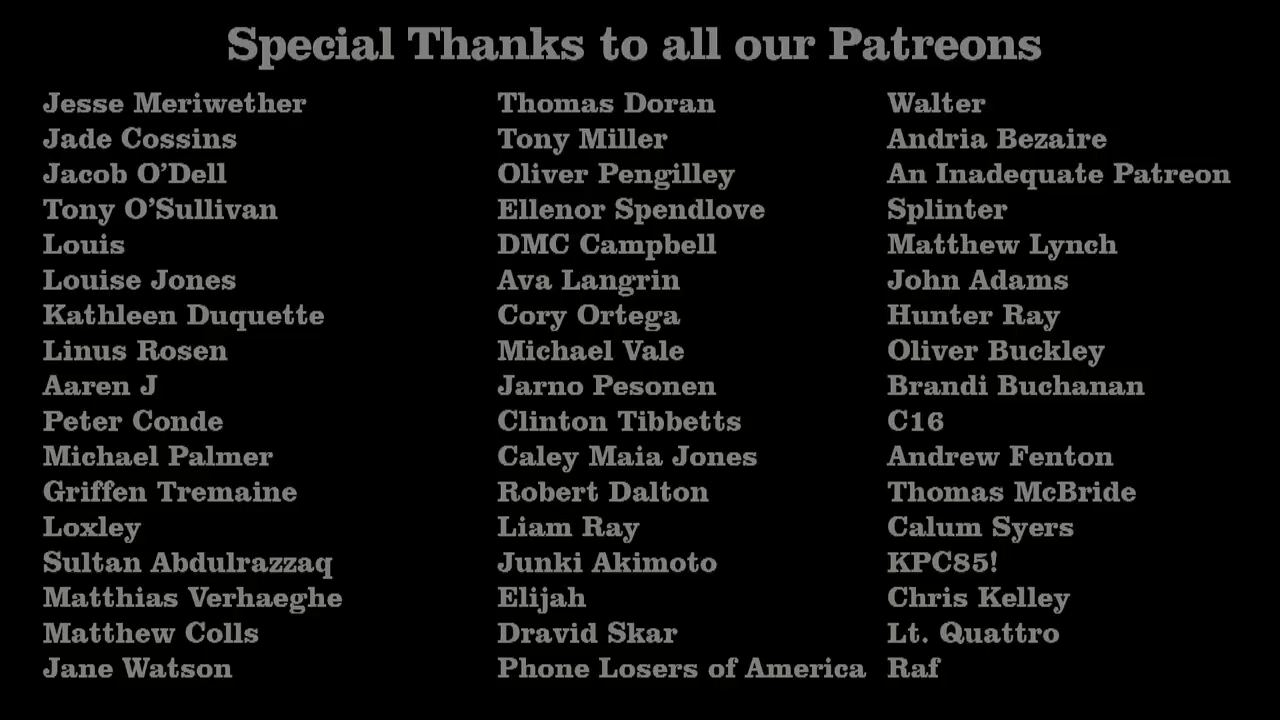 Special Thanks to all our Patreons
Jesse Meriwether
Jade Cossins
Jacob O'Dell
Tony O'Sullivan
Louis
Louise Jones
Kathleen Duquette
Linus Rosen
Aaren J
Peter Conde
Michael Palmer
Griffen Tremaine
Loxley
Sultan Abdulrazzaq
Matthias Verhaeghe
Matthew Colls
Jane Watson
Thomas Doran
Tony Miller
Oliver Pengilley
Ellenor Spendlove
DMC Campbell
Ava Langrin
Cory Ortega
Michael Vale
Jarno Pesonen
Clinton Tibbetts
Caley Maia Jones
Robert Dalton
Liam Ray
Junki Akimoto
Elijah
Dravid Skar
Phone Losers of America
Walter
Andria Bezaire
An Inadequate Patreon
Splinter
Matthew Lynch
John Adams
Hunter Ray
Oliver Buckley
Brandi Buchanan
C16
Andrew Fenton
Thomas McBride
Calum Syers
KPC85!
Chris Kelley
Lt. Quattro
Raf